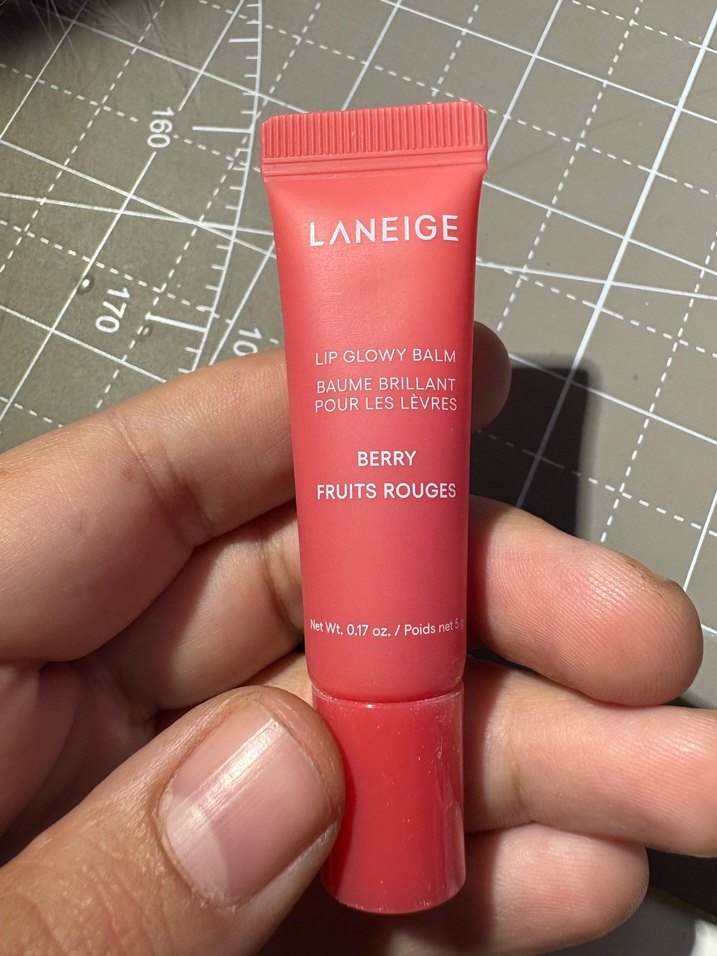 160
170
10
LANEIGE
LIP GLOWY BALM
BAUME BRILLANT
POUR LES LÈVRES
BERRY
FRUITS ROUGES
Net Wt. 0.17 oz. / Poids net 5 g